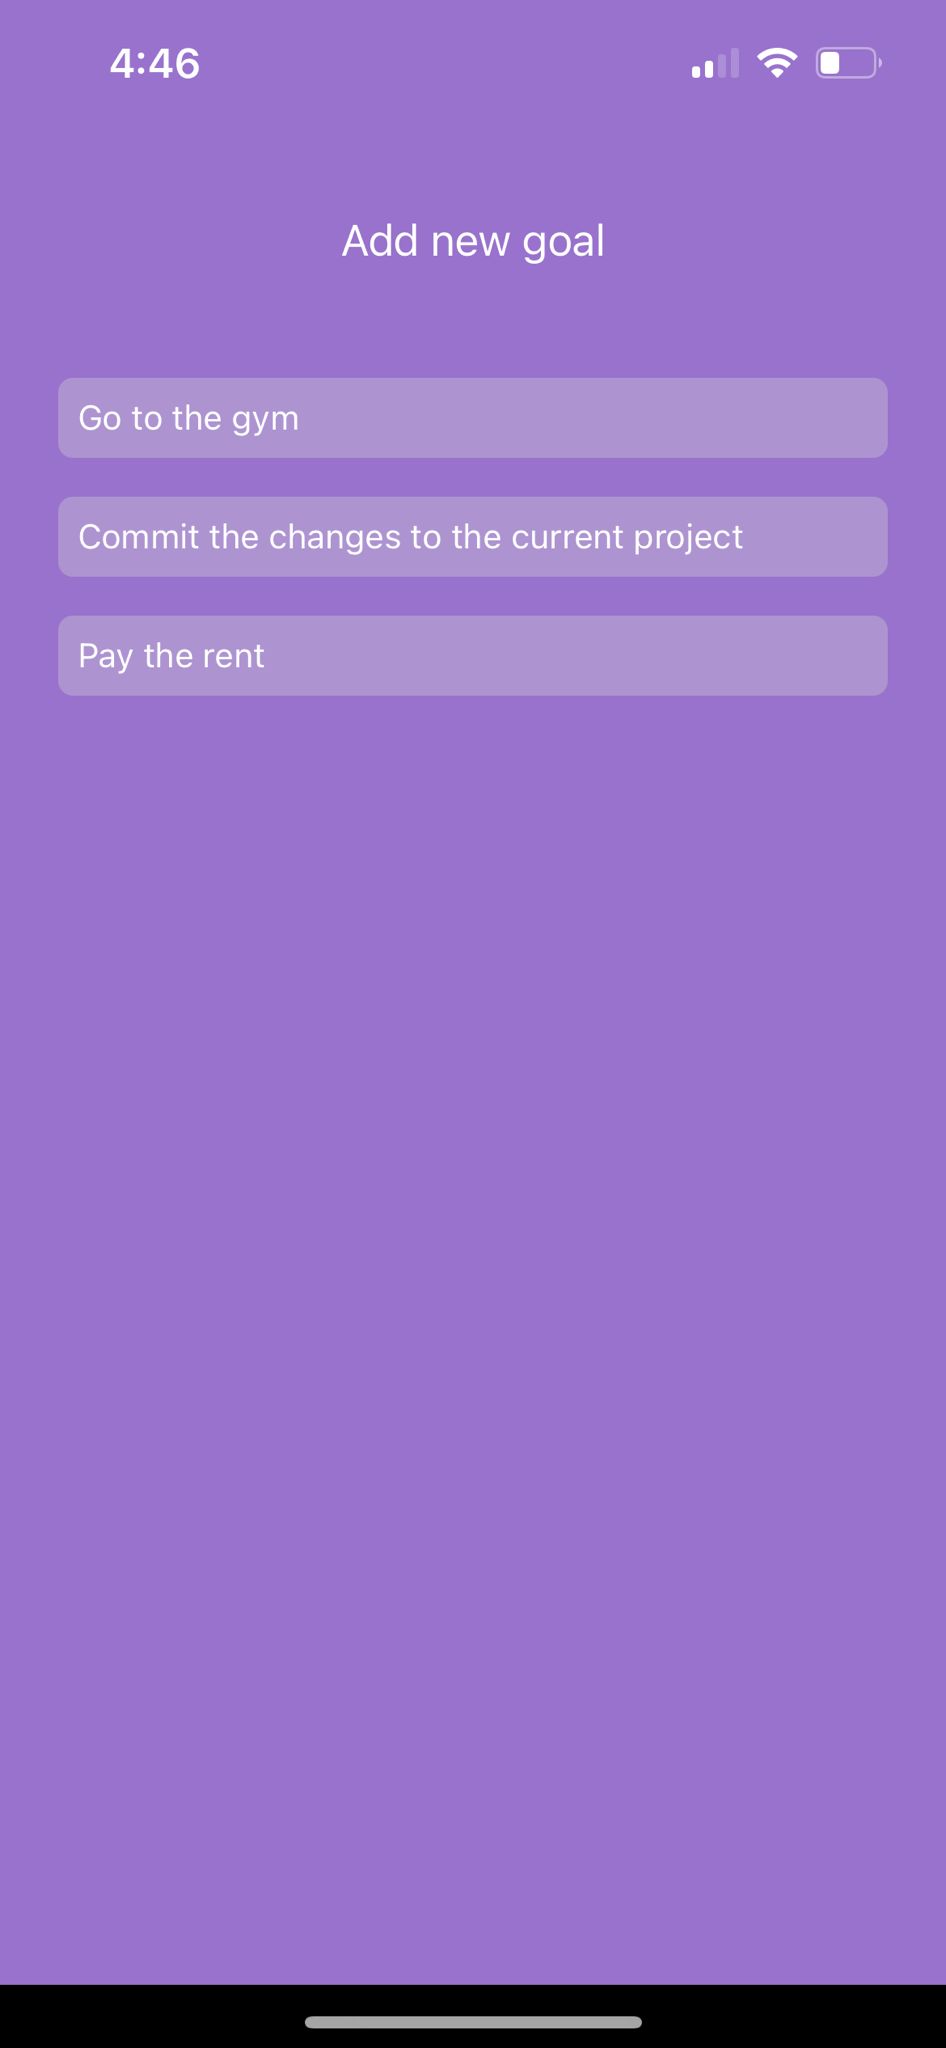 4:46
Add new goal
Go to the gym
Commit the changes to the current project
Pay the rent